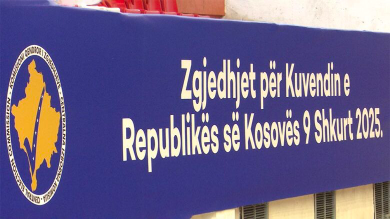 Zgjedhjet për Kuvendin e
Republikës së Kosovës 9 Shkurt 2025.